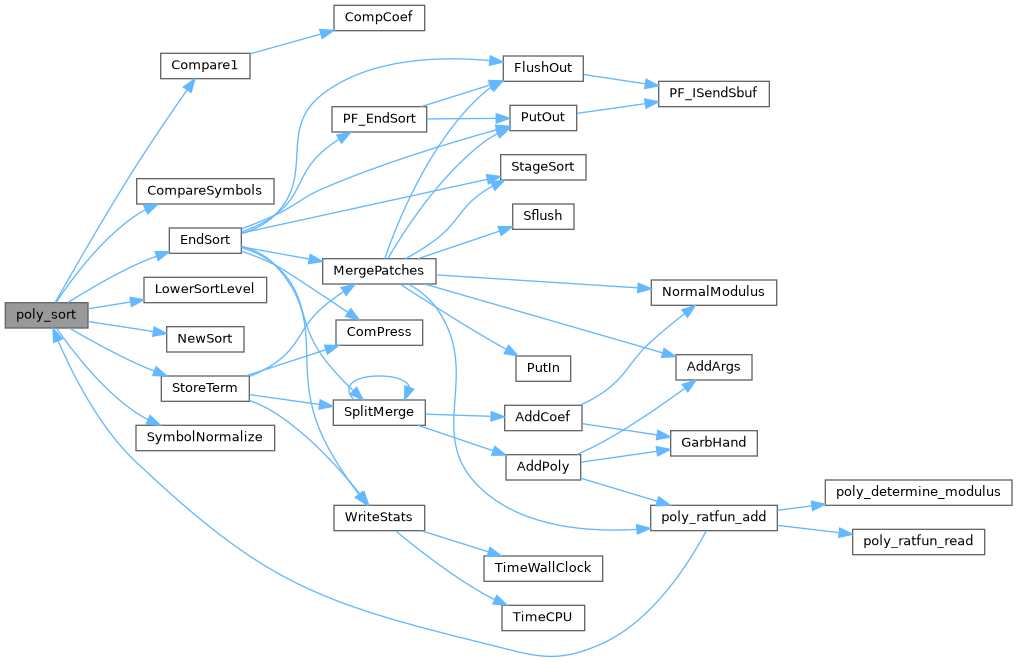 CompCoef
Compare1
FlushOut
PF_ISendSbuf
PF_EndSort
PutOut
StageSort
CompareSymbols
Sflush
EndSort
MergePatches
LowerSortLevel
NormalModulus
poly_sort
NewSort
ComPress
PutIn
AddArgs
StoreTerm
SplitMerge
AddCoef
SymbolNormalize
GarbHand
AddPoly
poly_determine_modulus
WriteStats
poly_ratfun_add
poly_ratfun_read
TimeWallClock
TimeCPU